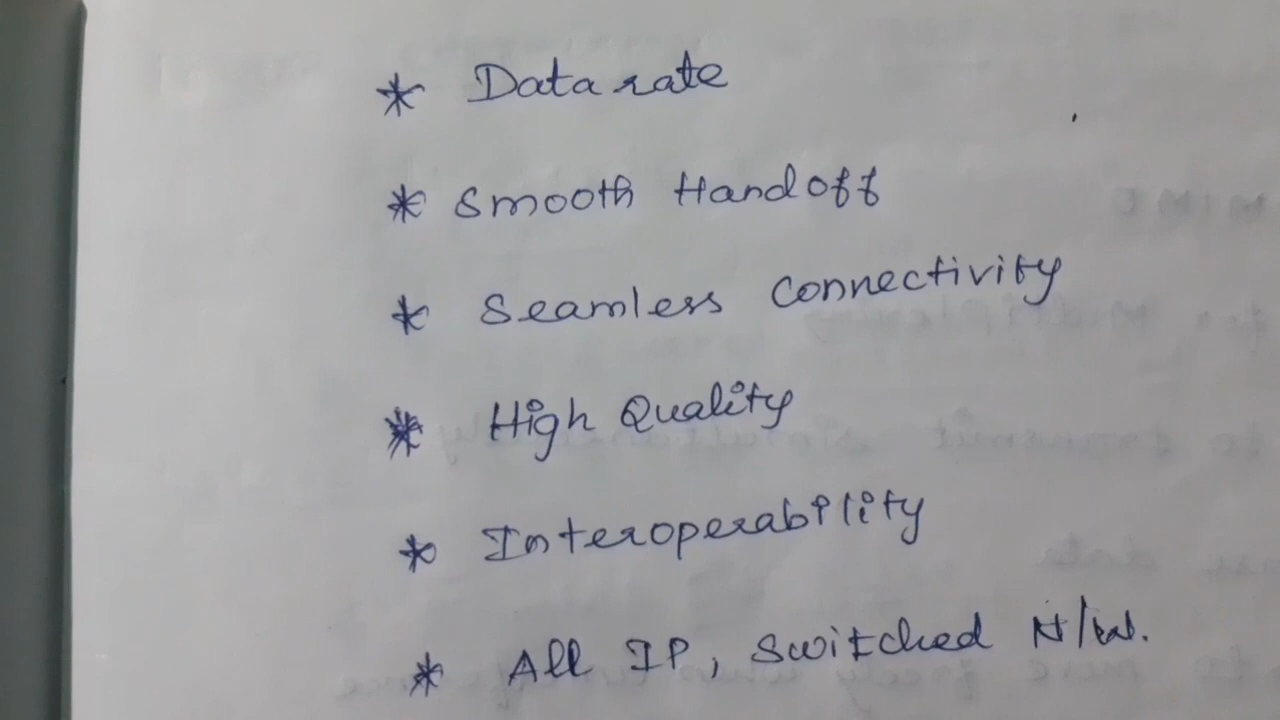 * Data rate
* Smooth Handoff
* Seamless Connectivity
* High Quality
* Interoperability
* All IP, Switched